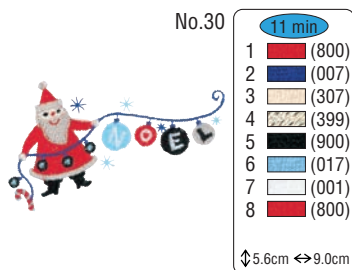 No.30
11 min
1 (800)
2 (007)
3 (307)
4 (399)
5 (900)
6 (017)
7 (001)
8 (800)
NOEL
↕5.6cm ↔9.0cm